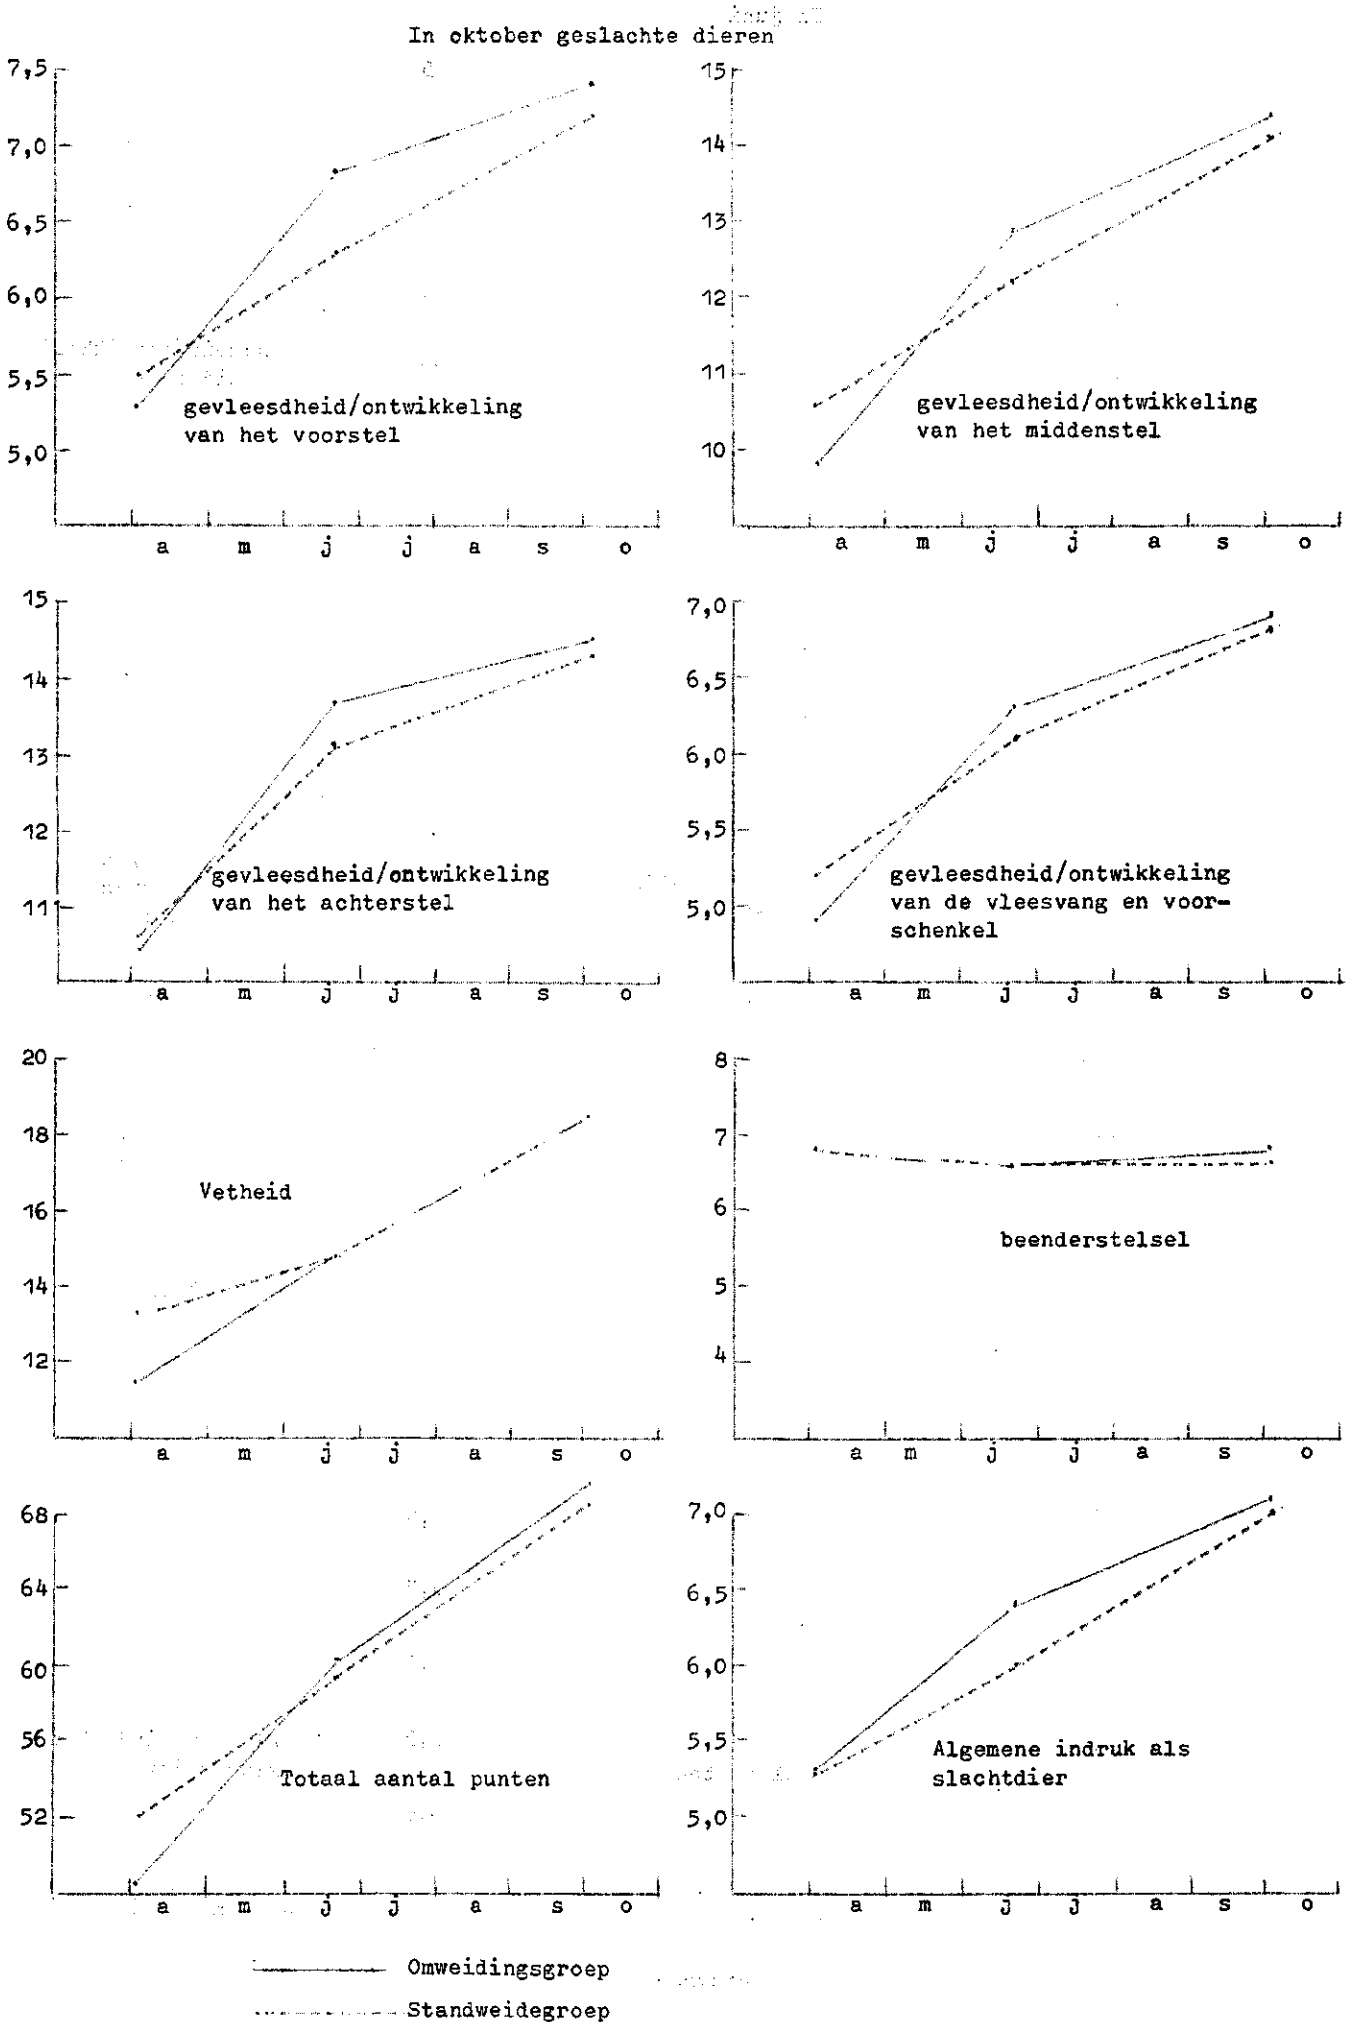 In oktober geslachte dieren
7,5
7,0
6,5
6,0
5,5
5,0
gevleesdheid/ontwikkeling
van het voorstel
a m j j a s o
15
14
13
12
11
10
gevleesdheid/ontwikkeling
van het middenstel
a m j j a s o
15
14
13
12
11
gevleesdheid/ontwikkeling
van het achterstel
a m j j a s o
7,0
6,5
6,0
5,5
5,0
gevleesdheid/ontwikkeling
van de vleesvang en voor-
schenkel
a m j j a s o
20
18
16
14
12
Vetheid
a m j j a s o
8
7
6
5
4
beenderstelsel
a m j j a s o
68
64
60
56
52
Totaal aantal punten
a m j j a s o
7,0
6,5
6,0
5,5
5,0
Algemene indruk als
slachtdier
a m j j a s o
Omweidingsgroep
Standweidegroep